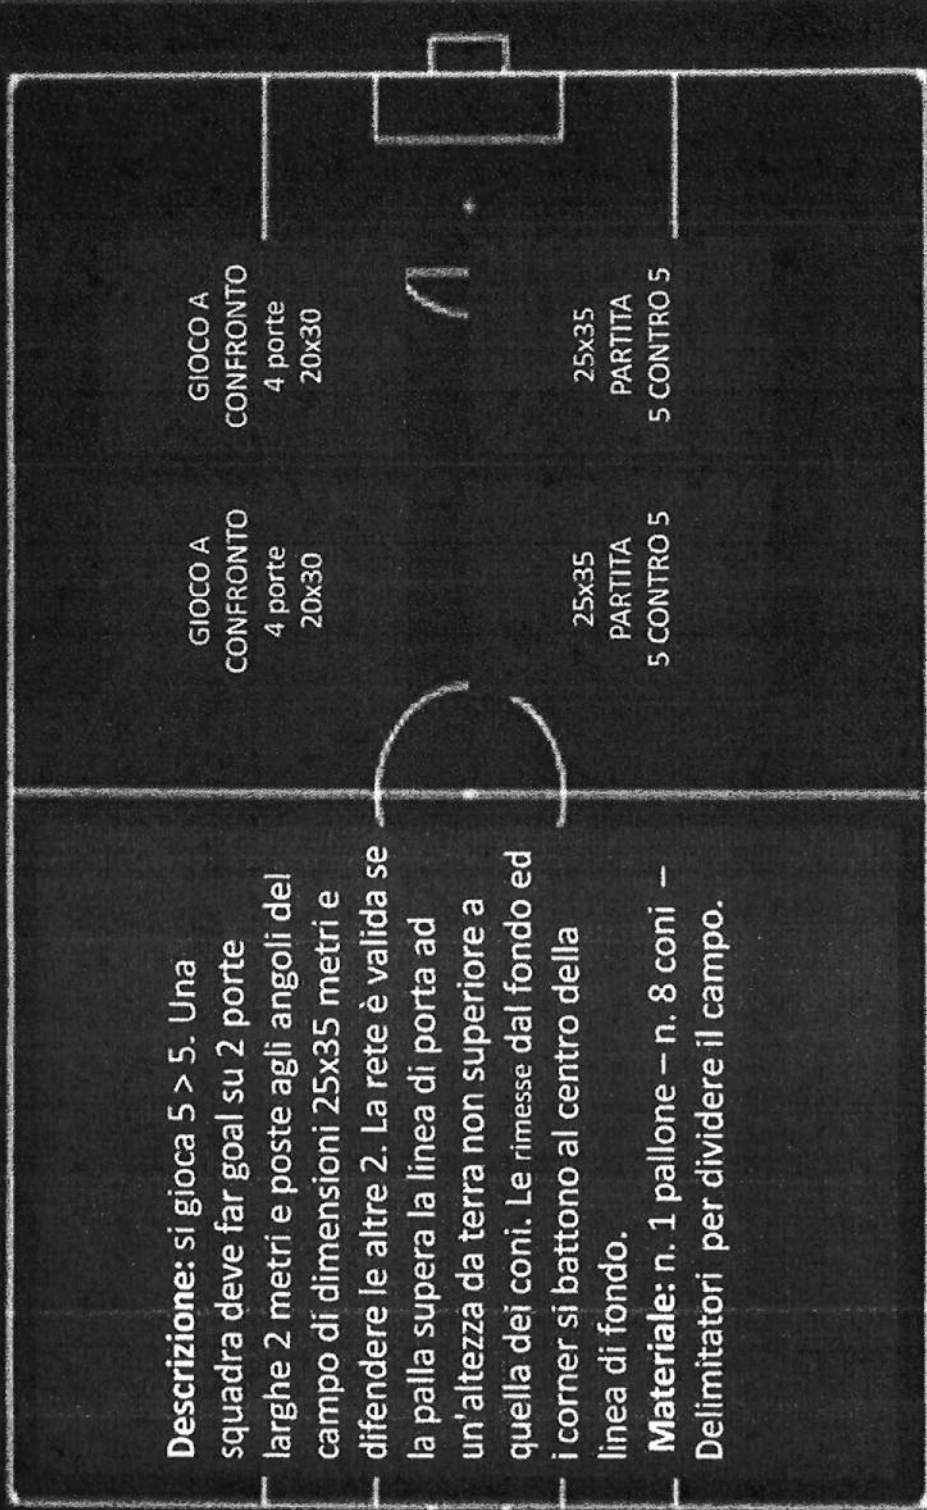 Descrizione: si gioca 5 > 5. Una
squadra deve far goal su 2 porte
larghe 2 metri e poste agli angoli del
campo di dimensioni 25x35 metri e
difendere le altre 2. La rete è valida se
la palla supera la linea di porta ad
un'altezza da terra non superiore a
quella dei coni. Le rimesse dal fondo ed
i corner si battono al centro della
linea di fondo.
Materiale: n. 1 pallone – n. 8 coni –
Delimitatori per dividere il campo.
GIOCO A
CONFRONTO
4 porte
20x30
25x35
PARTITA
5 CONTRO 5
GIOCO A
CONFRONTO
4 porte
20x30
25x35
PARTITA
5 CONTRO 5